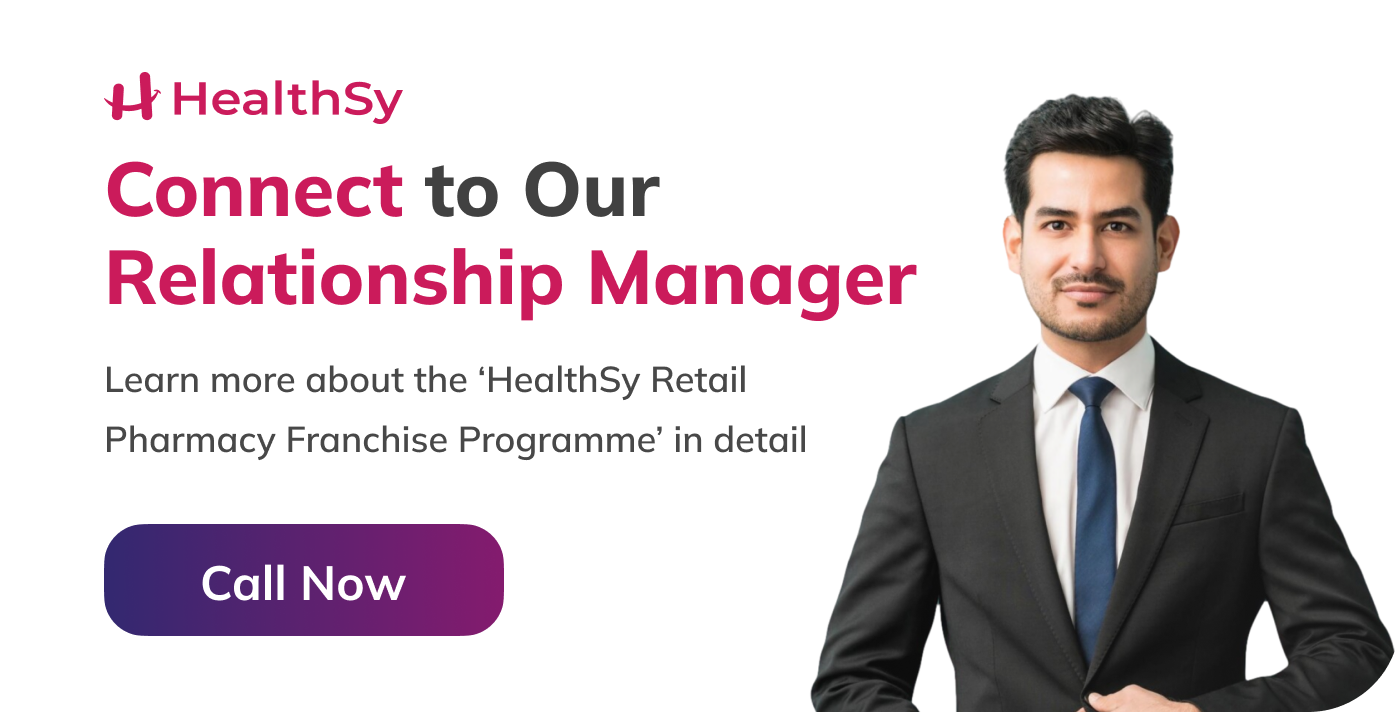 HealthSy
Connect to Our
Relationship Manager
Learn more about the ‘HealthSy Retail
Pharmacy Franchise Programme’ in detail
Call Now